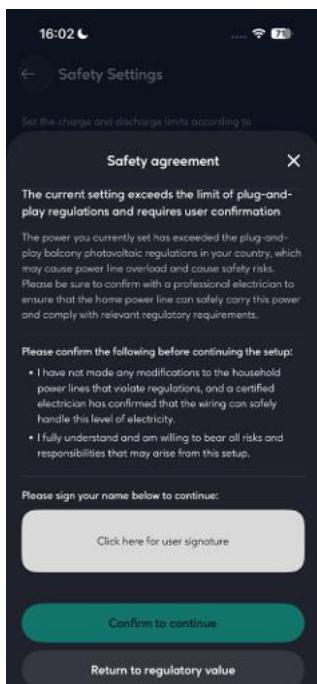 16:02
71
Safety Settings
Set the charge and discharge limits according to
Safety agreement
The current setting exceeds the limit of plug-and-
play regulations and requires user confirmation
The power you currently set has exceeded the plug-and-
play balcony photovoltaic regulations in your country, which
may cause power line overload and cause safety risks.
Please be sure to confirm with a professional electrician to
ensure that the home power line can safely carry this power
and comply with relevant regulatory requirements.
Please confirm the following before continuing the setup:
• I have not made any modifications to the household
power lines that violate regulations, and a certified
electrician has confirmed that the wiring can safely
handle this level of electricity.
• I fully understand and am willing to bear all risks and
responsibilities that may arise from this setup.
Please sign your name below to continue:
Click here for user signature
Confirm to continue
Return to regulatory value